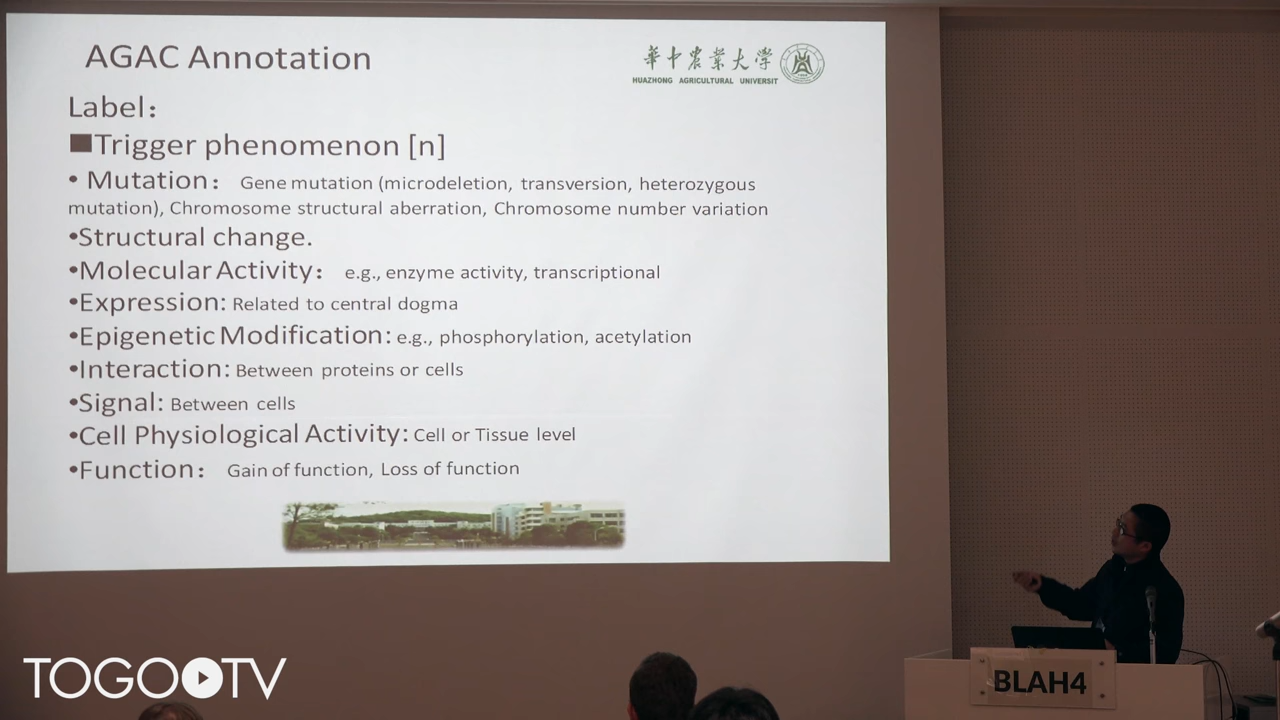 AGAC Annotation
華中農業大學
HUAZHONG AGRICULTURAL UNIVERSIT
Label：
■Trigger phenomenon [n]
• Mutation： Gene mutation (microdeletion, transversion, heterozygous
mutation), Chromosome structural aberration, Chromosome number variation
•Structural change.
•Molecular Activity： e.g., enzyme activity, transcriptional
•Expression: Related to central dogma
•Epigenetic Modification: e.g., phosphorylation, acetylation
•Interaction: Between proteins or cells
•Signal: Between cells
•Cell Physiological Activity: Cell or Tissue level
•Function： Gain of function, Loss of function
TOGO TV
BLAH4